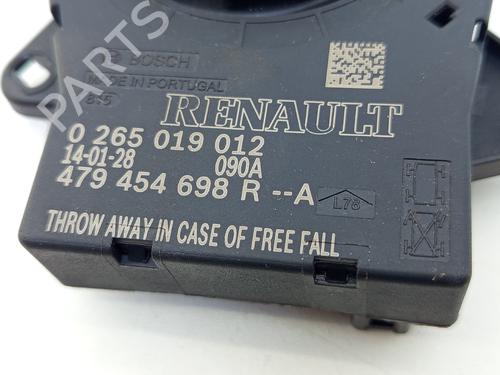 BOSCH
MADE IN PORTUGAL
815
RENAULT
0 265 019 012
14-01-28 090A
479 454 698 R --A
L78
THROW AWAY IN CASE OF FREE FALL
PARTS